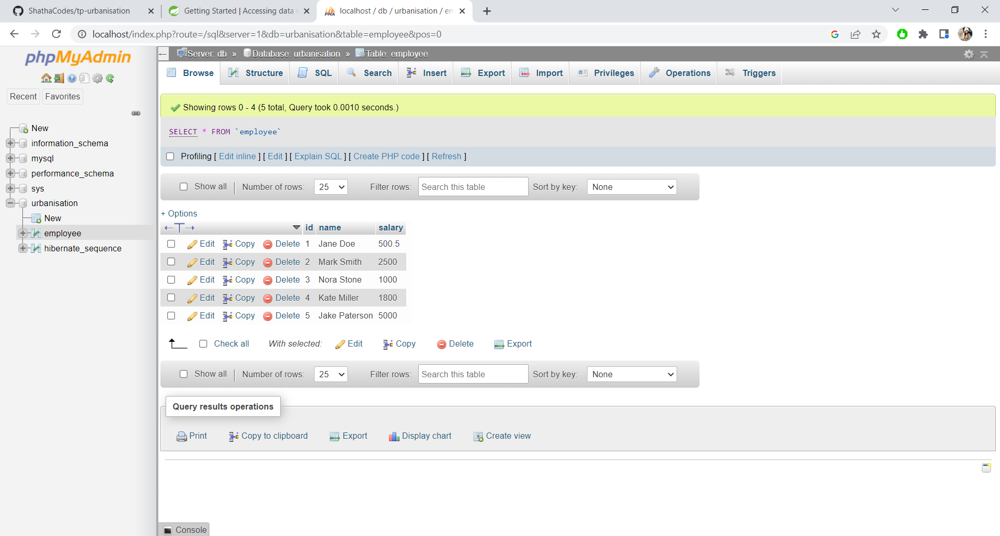 ShathaCodes/tp-urbanisation
Getting Started | Accessing data
localhost / db / urbanisation / em
localhost/index.php?route=/sql&server=1&db=urbanisation&table=employee&pos=0
phpMyAdmin
Recent
Favorites
New
information_schema
mysql
performance_schema
sys
urbanisation
New
employee
hibernate_sequence
Server: db » Database: urbanisation » Table: employee
Browse Structure SQL Search Insert Export Import Privileges Operations Triggers
Showing rows 0 - 4 (5 total, Query took 0.0010 seconds.)
SELECT * FROM `employee`
Profiling [ Edit inline ] [ Edit ] [ Explain SQL ] [ Create PHP code ] [ Refresh ]
Show all | Number of rows: 25 Filter rows: Search this table Sort by key: None
+ Options
←T→ id name salary
Edit Copy Delete 1 Jane Doe 500.5
Edit Copy Delete 2 Mark Smith 2500
Edit Copy Delete 3 Nora Stone 1000
Edit Copy Delete 4 Kate Miller 1800
Edit Copy Delete 5 Jake Paterson 5000
Check all With selected: Edit Copy Delete Export
Show all | Number of rows: 25 Filter rows: Search this table Sort by key: None
Query results operations
Print Copy to clipboard Export Display chart Create view
Console